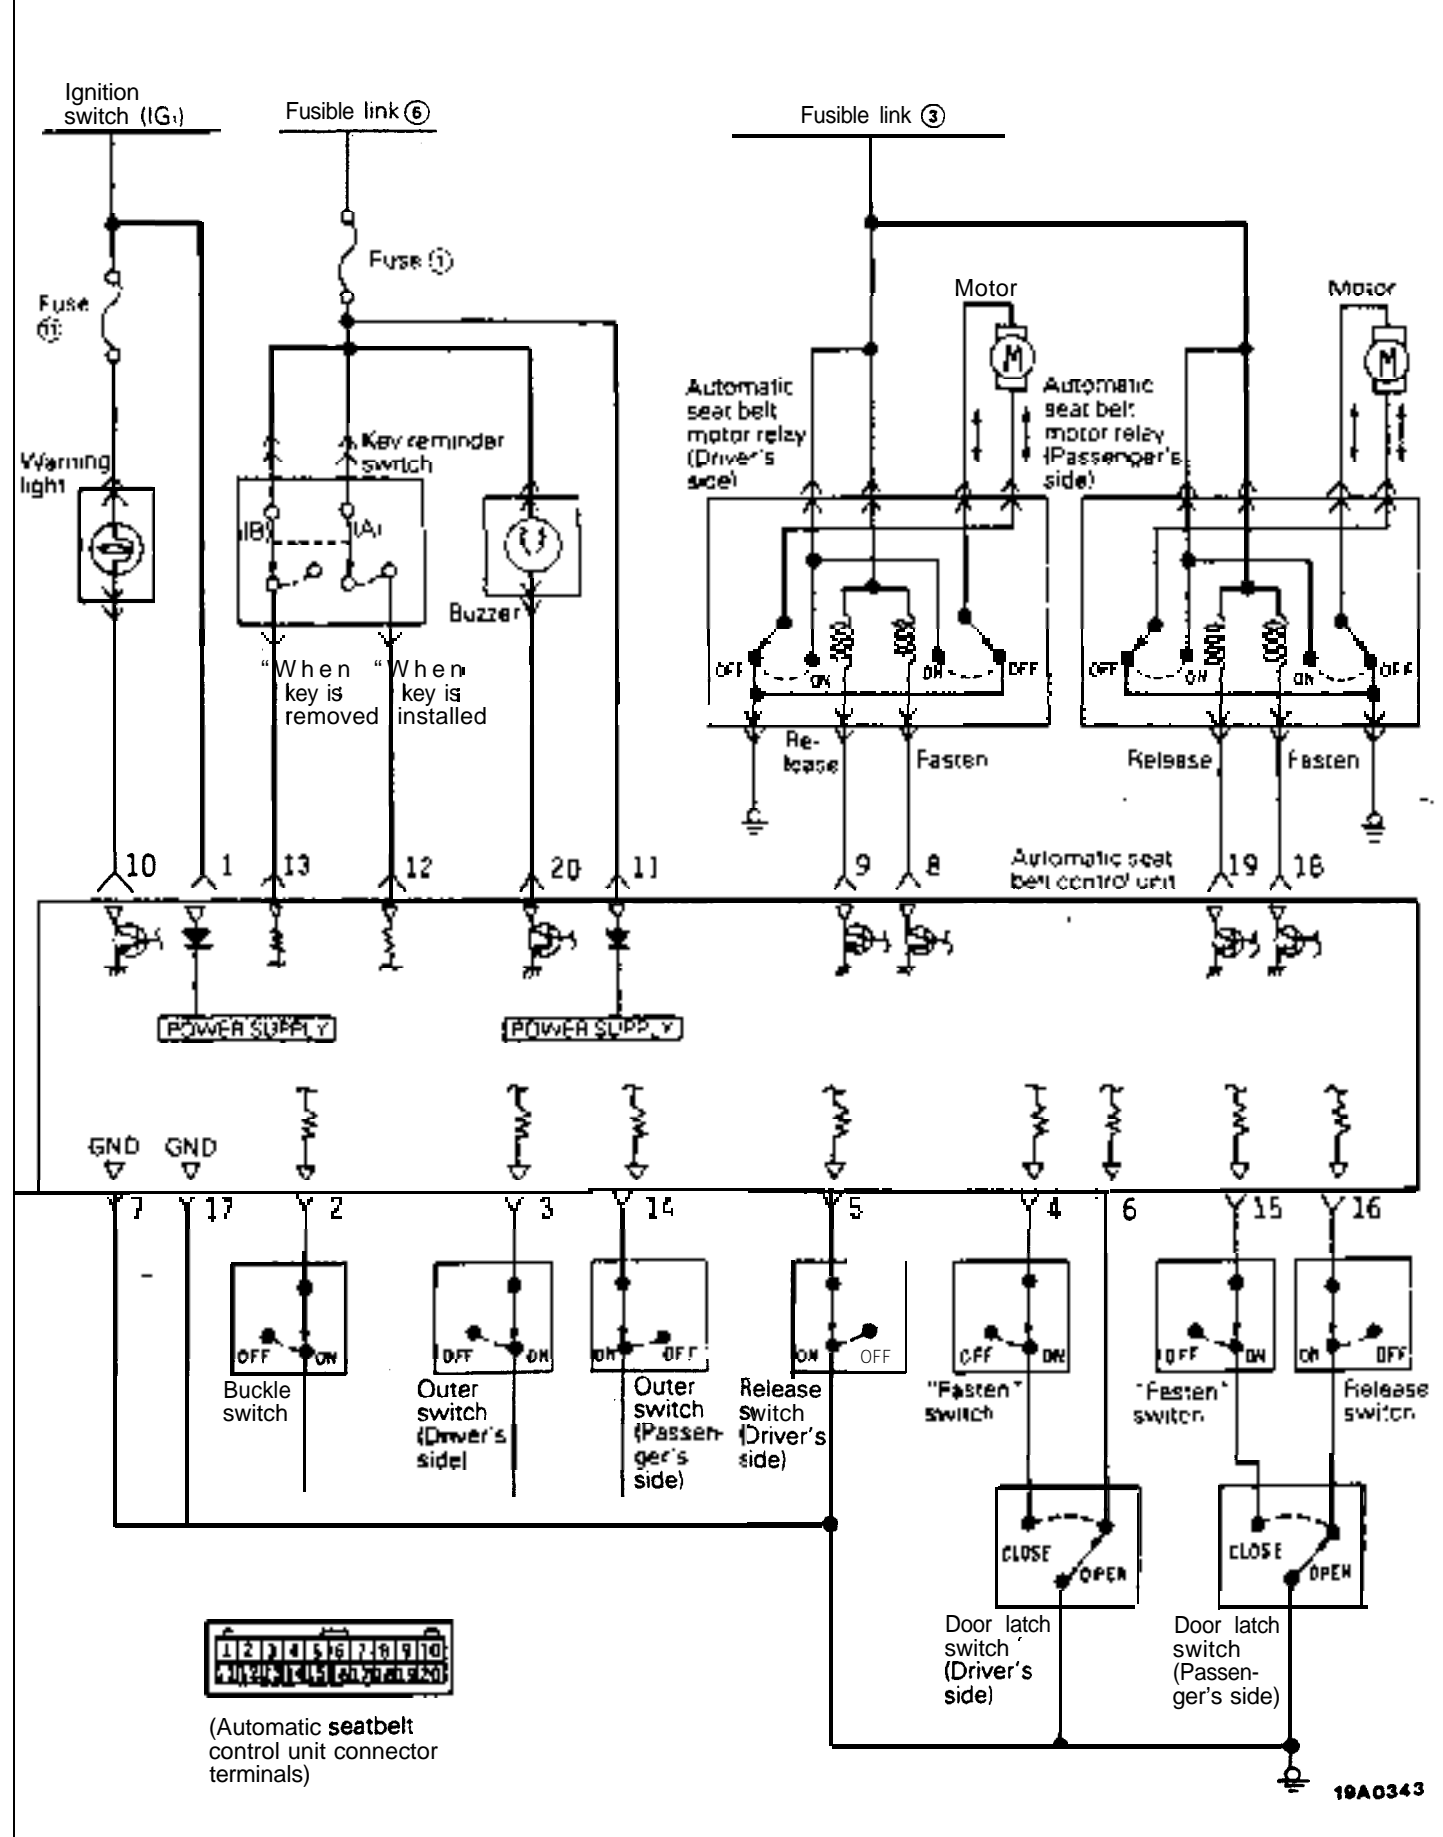 Ignition
switch (IG₁)
Fusible link ⑥
Fusible link ③
Fuse ①
Fuse
⑪
Motor
Motor
Automatic
seat belt
motor relay
(Driver's
side)
Automatic
seat belt
motor relay
(Passenger's
side)
Key reminder
switch
Warning
light
(B)
(A)
M
M
Buzzer
"When
key is
removed
"When
key is
installed
OFF
ON
ON
OFF
OFF
ON
ON
OFF
Re-
lease
Fasten
Release
Fasten
10
1
13
12
20
11
9
8
Automatic seat
belt control unit
19
18
POWER SUPPLY
POWER SUPPLY
GND
GND
7
17
2
3
14
5
4
6
15
16
OFF
ON
OFF
ON
ON
OFF
ON
OFF
OFF
ON
OFF
ON
ON
OFF
Buckle
switch
Outer
switch
(Driver's
side)
Outer
switch
(Passen-
ger's
side)
Release
switch
(Driver's
side)
"Fasten"
switch
"Fasten"
switch
Release
switch
CLOSE
OPEN
CLOSE
OPEN
Door latch
switch
(Driver's
side)
Door latch
switch
(Passen-
ger's side)
1 2 3 4 5 6 7 8 9 10
(Automatic seatbelt
control unit connector
terminals)
19A0343